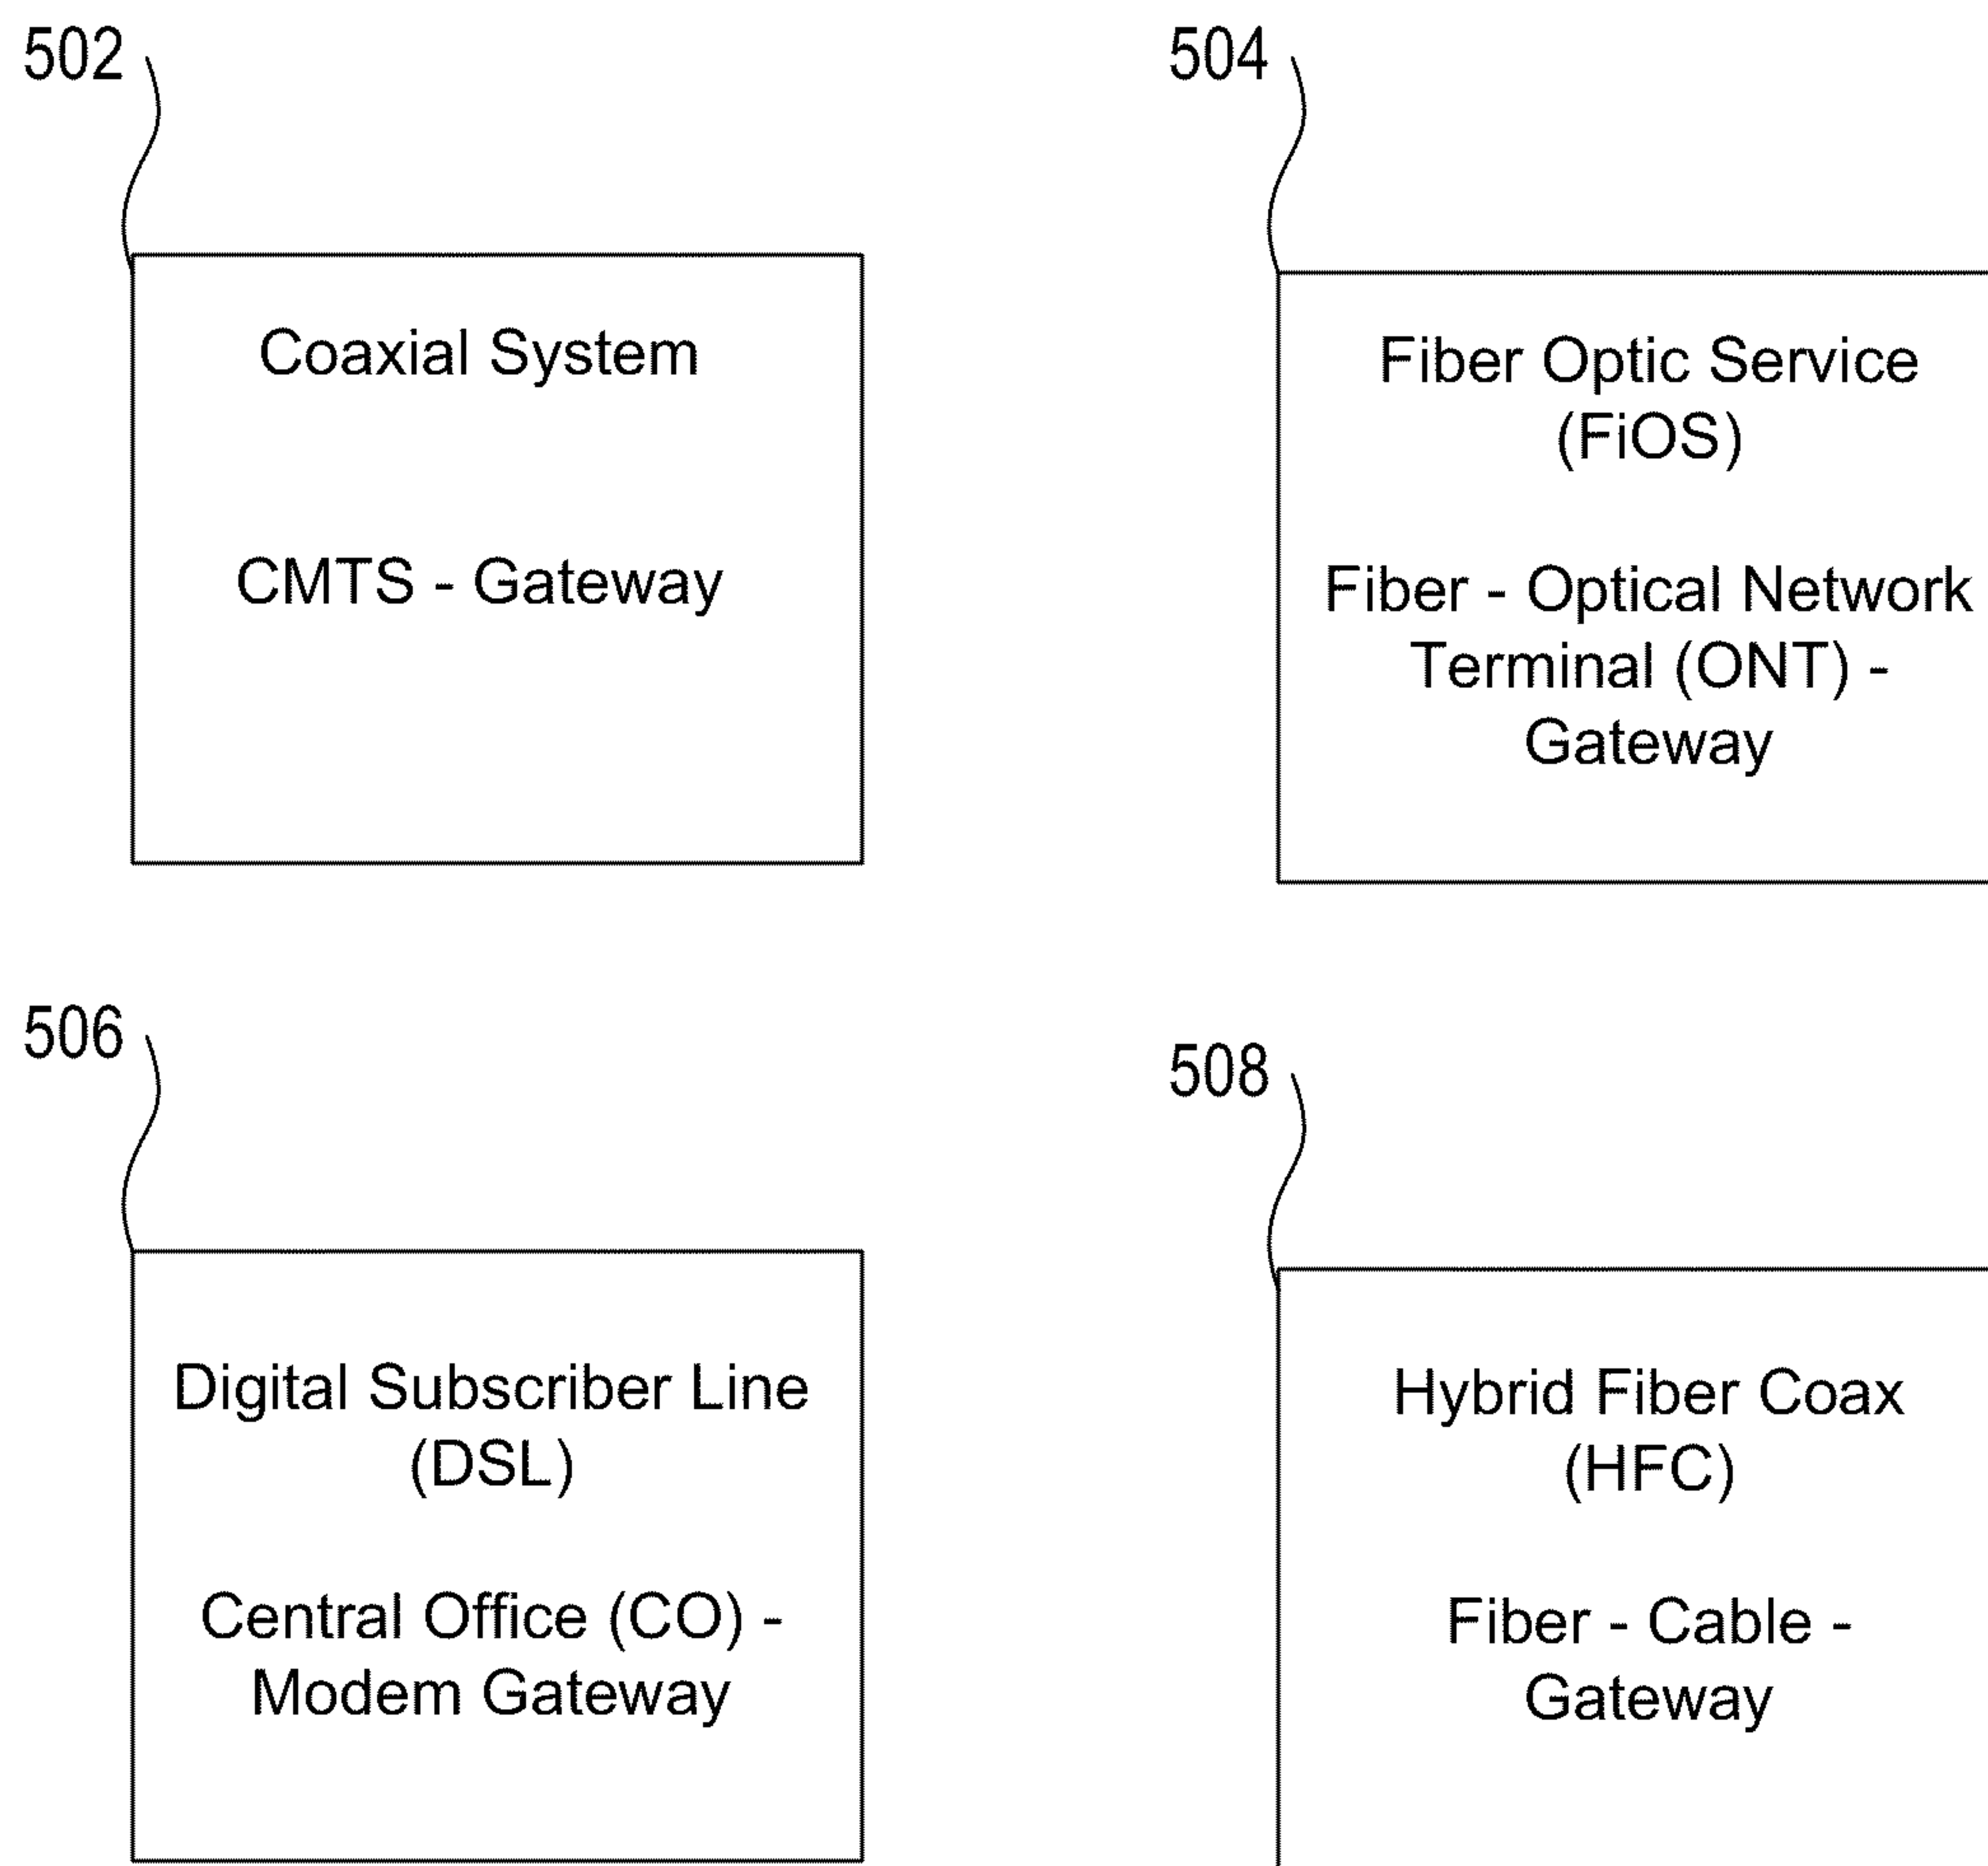 502
Coaxial System
CMTS - Gateway
504
Fiber Optic Service
(FiOS)
Fiber - Optical Network
Terminal (ONT) -
Gateway
506
Digital Subscriber Line
(DSL)
Central Office (CO) -
Modem Gateway
508
Hybrid Fiber Coax
(HFC)
Fiber - Cable -
Gateway